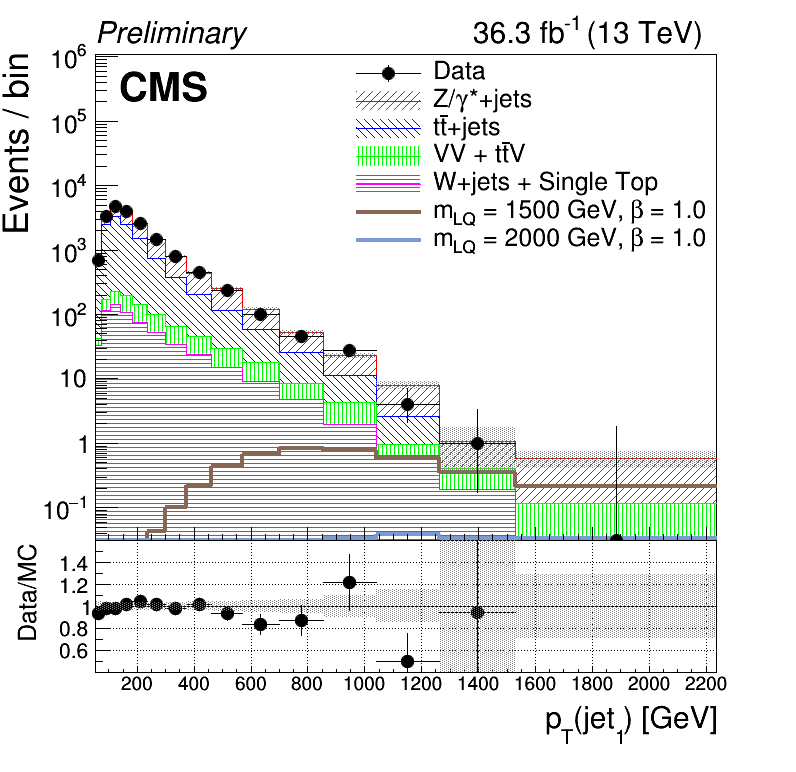 Preliminary 36.3 fb⁻¹ (13 TeV)
CMS
Data
Z/γ*+jets
tt̄+jets
VV + tt̄V
W+jets + Single Top
m_LQ = 1500 GeV, β = 1.0
m_LQ = 2000 GeV, β = 1.0
Events / bin
10⁶
10⁵
10⁴
10³
10²
10
1
10⁻¹
Data/MC
1.4
1.2
1
0.8
0.6
200 400 600 800 1000 1200 1400 1600 1800 2000 2200
p_T(jet_1) [GeV]